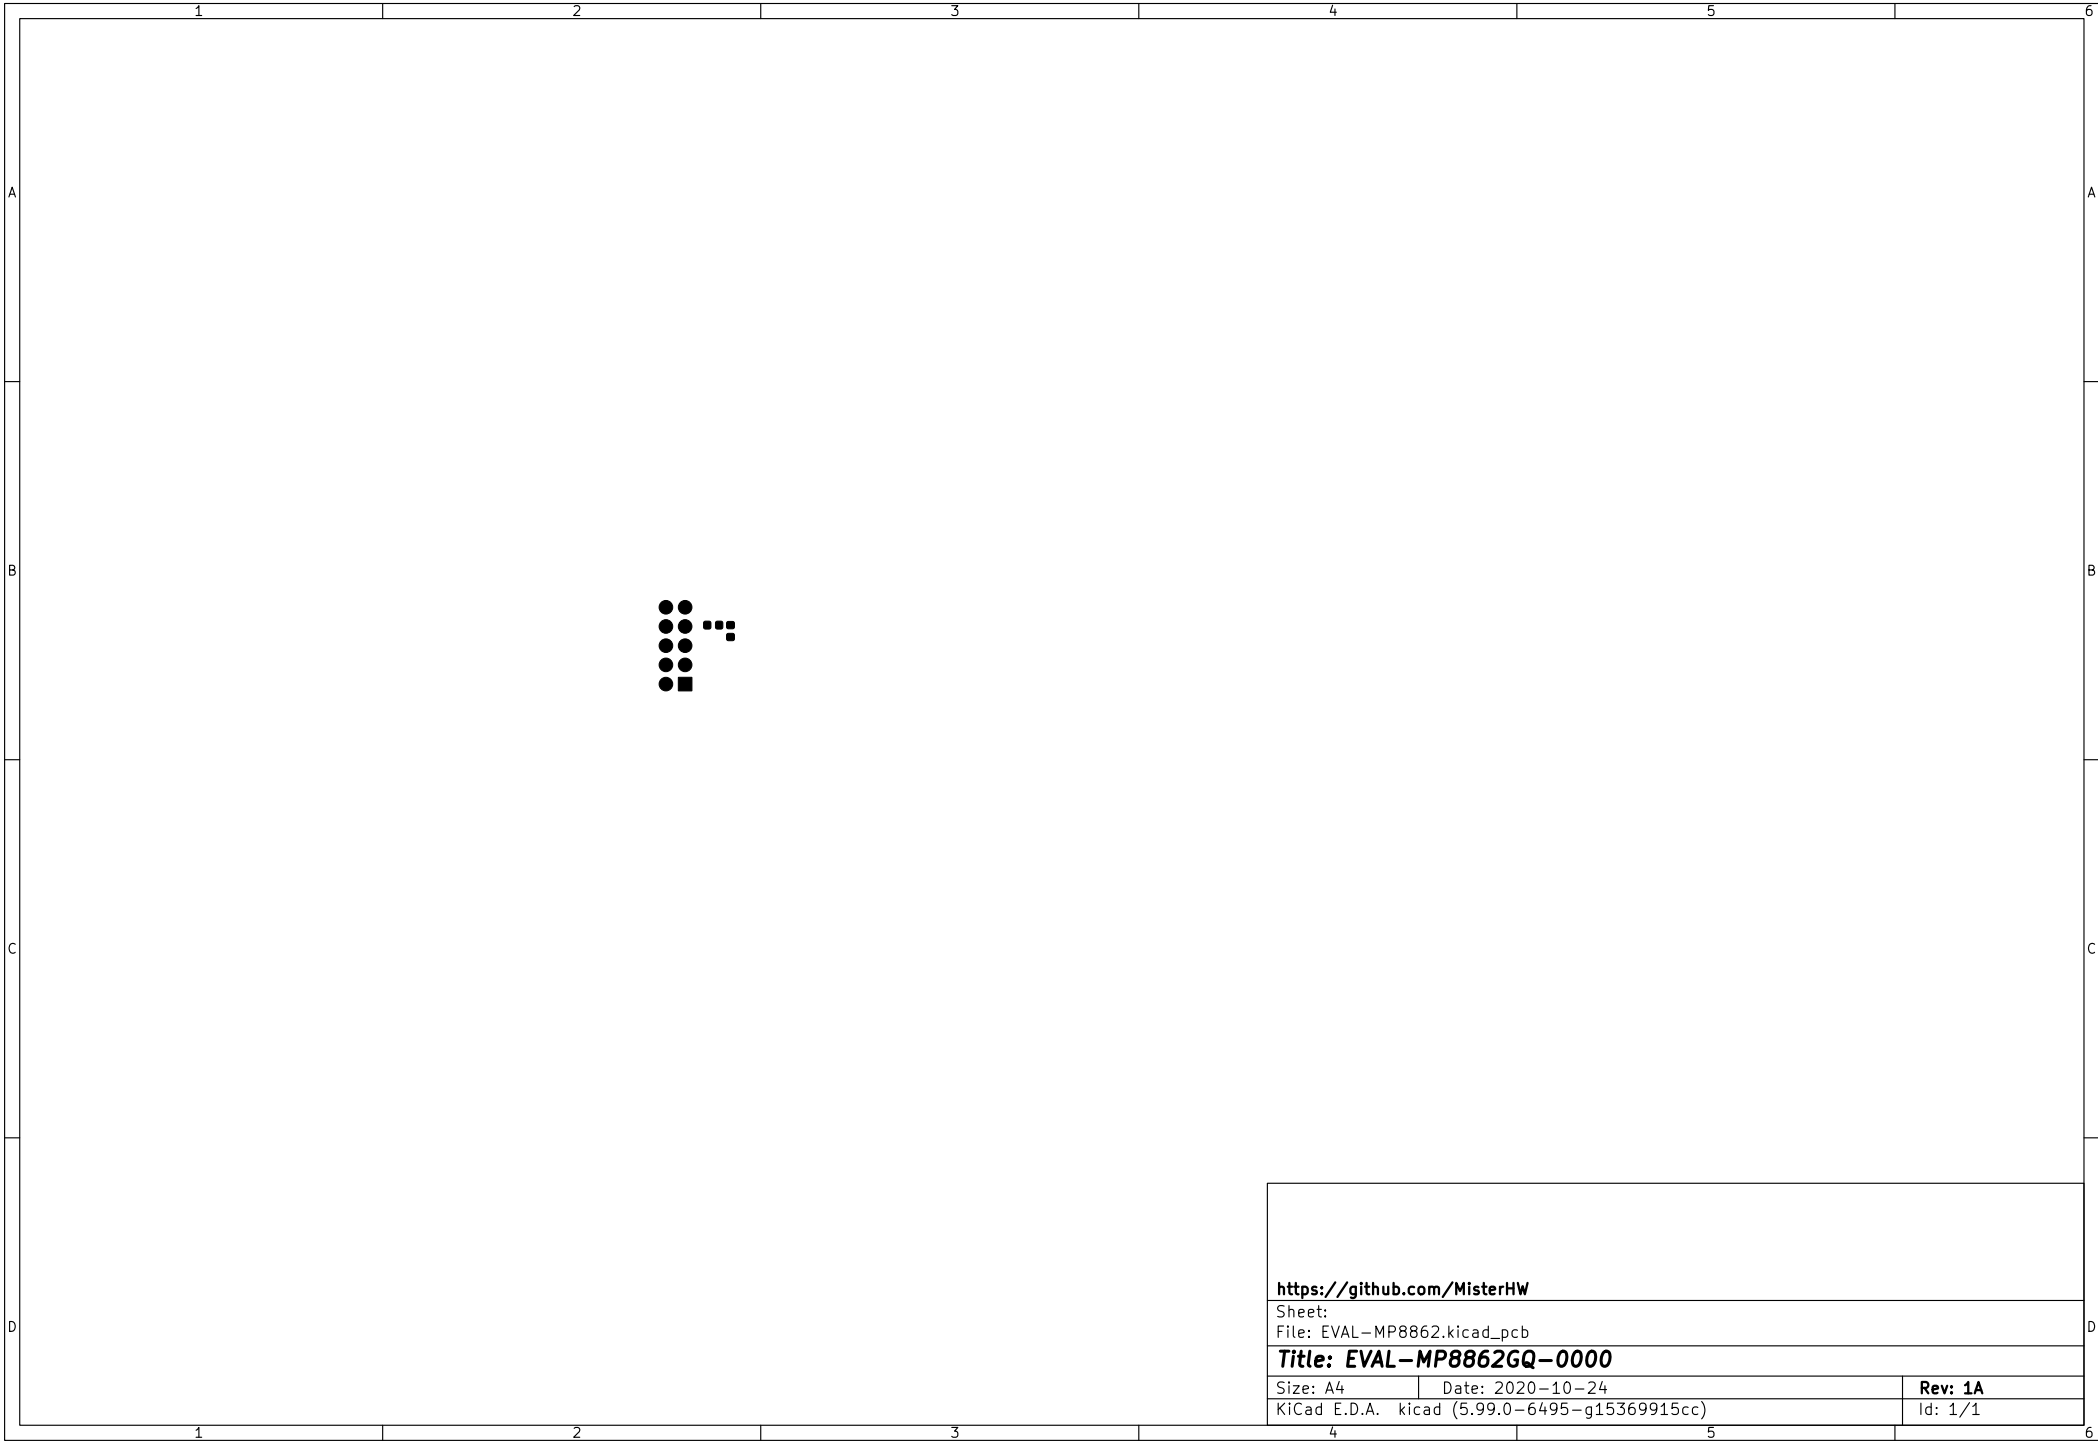 1 2 3 4 5 6
A A
B B
C C
https://github.com/MisterHW
Sheet:
D D
File: EVAL-MP8862.kicad_pcb
Title: EVAL-MP8862GQ-0000
Size: A4 Date: 2020-10-24 Rev: 1A
KiCad E.D.A. kicad (5.99.0-6495-g15369915cc) Id: 1/1
1 2 3 4 5 6